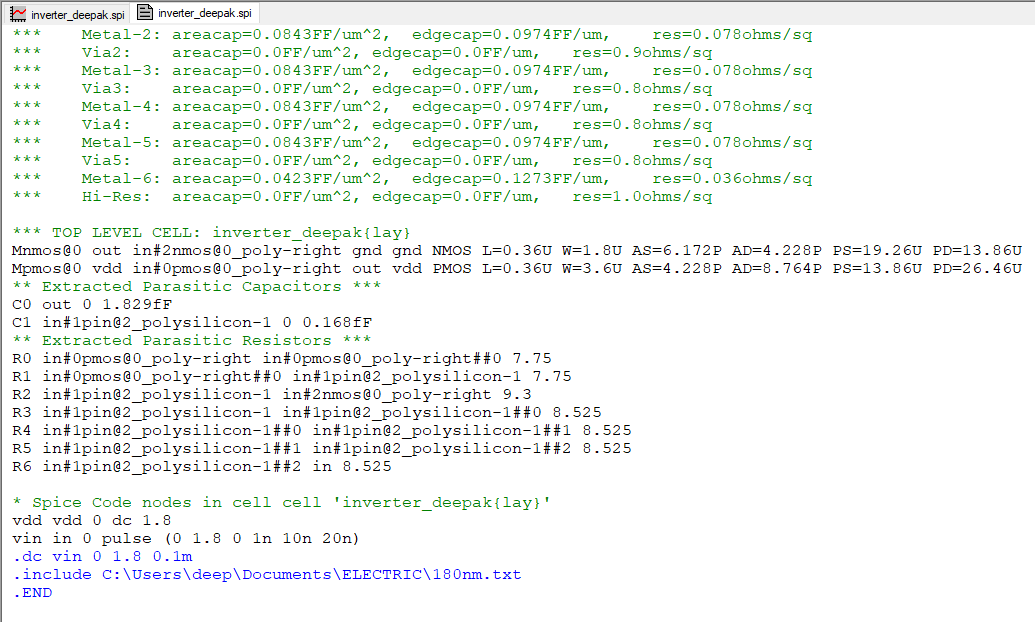 inverter_deepak.spi inverter_deepak.spi
*** Metal-2: areacap=0.0843FF/um^2, edgecap=0.0974FF/um, res=0.078ohms/sq
*** Via2: areacap=0.0FF/um^2, edgecap=0.0FF/um, res=0.9ohms/sq
*** Metal-3: areacap=0.0843FF/um^2, edgecap=0.0974FF/um, res=0.078ohms/sq
*** Via3: areacap=0.0FF/um^2, edgecap=0.0FF/um, res=0.8ohms/sq
*** Metal-4: areacap=0.0843FF/um^2, edgecap=0.0974FF/um, res=0.078ohms/sq
*** Via4: areacap=0.0FF/um^2, edgecap=0.0FF/um, res=0.8ohms/sq
*** Metal-5: areacap=0.0843FF/um^2, edgecap=0.0974FF/um, res=0.078ohms/sq
*** Via5: areacap=0.0FF/um^2, edgecap=0.0FF/um, res=0.8ohms/sq
*** Metal-6: areacap=0.0423FF/um^2, edgecap=0.1273FF/um, res=0.036ohms/sq
*** Hi-Res: areacap=0.0FF/um^2, edgecap=0.0FF/um, res=1.0ohms/sq
*** TOP LEVEL CELL: inverter_deepak{lay}
Mnmos@0 out in#2nmos@0_poly-right gnd gnd NMOS L=0.36U W=1.8U AS=6.172P AD=4.228P PS=19.26U PD=13.86U
Mpmos@0 vdd in#0pmos@0_poly-right out vdd PMOS L=0.36U W=3.6U AS=4.228P AD=8.764P PS=13.86U PD=26.46U
** Extracted Parasitic Capacitors ***
C0 out 0 1.829fF
C1 in#1pin@2_polysilicon-1 0 0.168fF
** Extracted Parasitic Resistors ***
R0 in#0pmos@0_poly-right in#0pmos@0_poly-right##0 7.75
R1 in#0pmos@0_poly-right##0 in#1pin@2_polysilicon-1 7.75
R2 in#1pin@2_polysilicon-1 in#2nmos@0_poly-right 9.3
R3 in#1pin@2_polysilicon-1 in#1pin@2_polysilicon-1##0 8.525
R4 in#1pin@2_polysilicon-1##0 in#1pin@2_polysilicon-1##1 8.525
R5 in#1pin@2_polysilicon-1##1 in#1pin@2_polysilicon-1##2 8.525
R6 in#1pin@2_polysilicon-1##2 in 8.525
* Spice Code nodes in cell cell 'inverter_deepak{lay}'
vdd vdd 0 dc 1.8
vin in 0 pulse (0 1.8 0 1n 10n 20n)
.dc vin 0 1.8 0.1m
.include C:\Users\deep\Documents\ELECTRIC\180nm.txt
.END